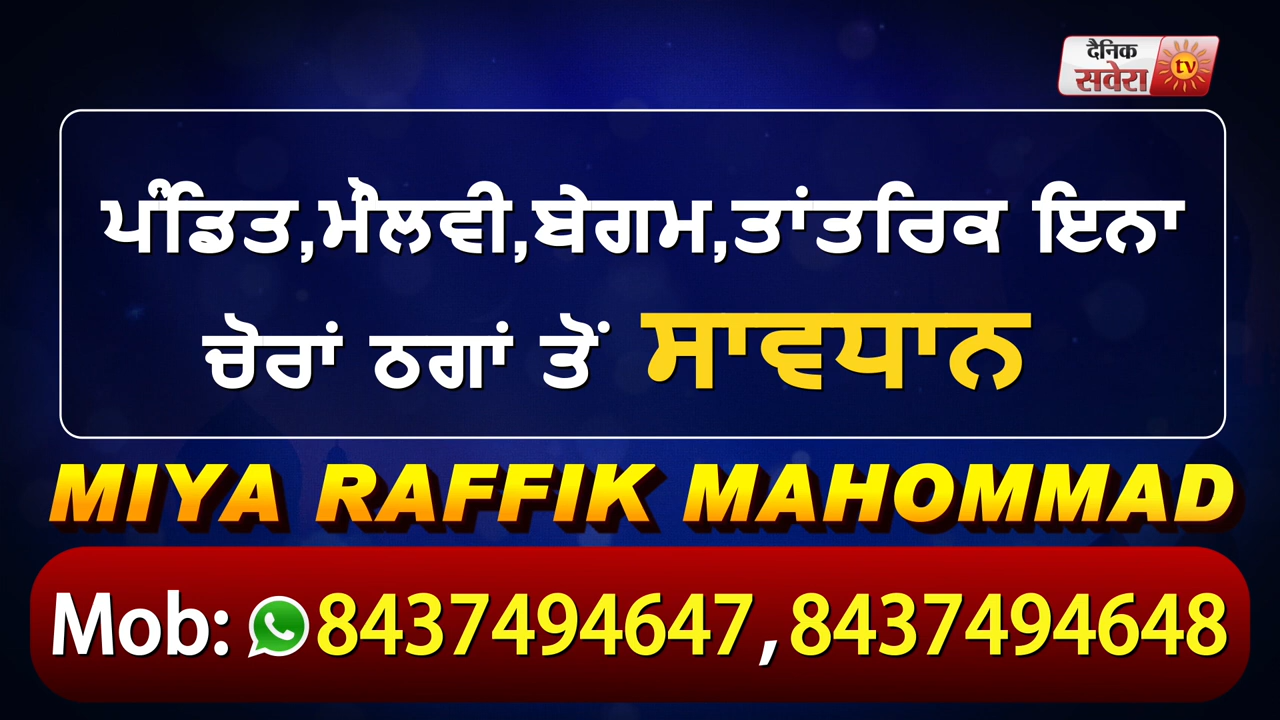 दैनिक
सवेरा tv
ਪੰਡਿਤ,ਮੌਲਵੀ,ਬੇਗਮ,ਤਾਂਤਰਿਕ ਇਨਾ
ਚੋਰਾਂ ਠਗਾਂ ਤੋਂ ਸਾਵਧਾਨ
MIYA RAFFIK MAHOMMAD
Mob: 8437494647, 8437494648